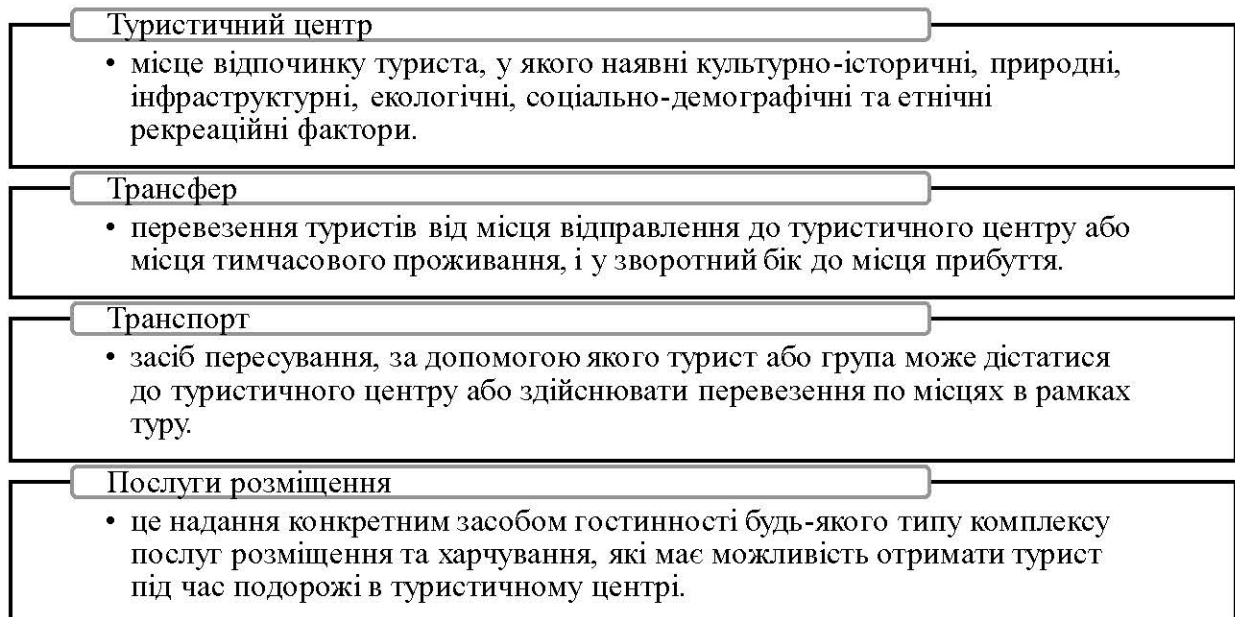 Туристичний центр
• місце відпочинку туриста, у якого наявні культурно-історичні, природні,
інфраструктурні, екологічні, соціально-демографічні та етнічні
рекреаційні фактори.
Трансфер
• перевезення туристів від місця відправлення до туристичного центру або
місця тимчасового проживання, і у зворотний бік до місця прибуття.
Транспорт
• засіб пересування, за допомогою якого турист або група може дістатися
до туристичного центру або здійснювати перевезення по місцях в рамках
туру.
Послуги розміщення
• це надання конкретним засобом гостинності будь-якого типу комплексу
послуг розміщення та харчування, які має можливість отримати турист
під час подорожі в туристичному центрі.